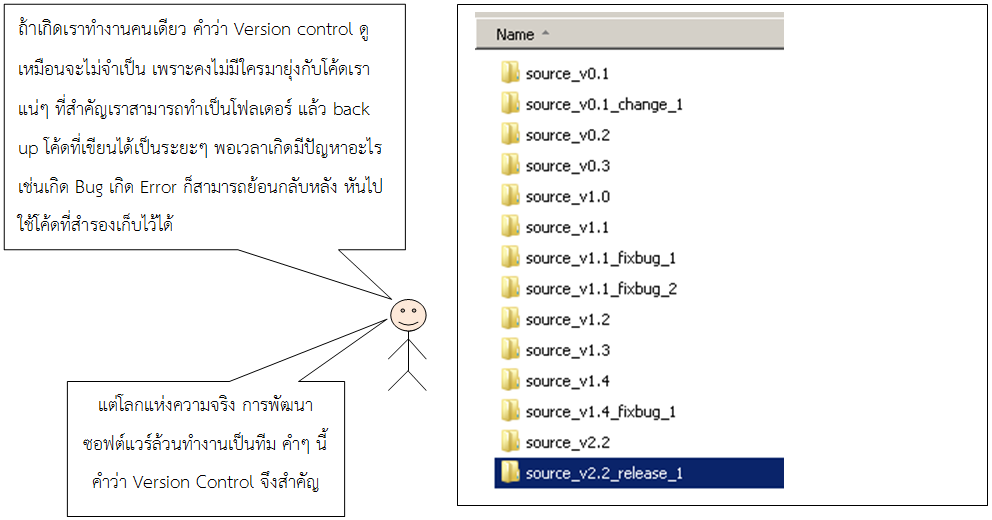 ถ้าเกิดเราทำงานคนเดียว คำว่า Version control ดู
เหมือนจะไม่จำเป็น เพราะคงไม่มีใครมายุ่งกับโค้ดเรา
แน่ๆ ที่สำคัญเราสามารถทำเป็นโฟลเดอร์ แล้ว back
up โค้ดที่เขียนได้เป็นระยะๆ พอเวลาเกิดมีปัญหาอะไร
เช่นเกิด Bug เกิด Error ก็สามารถย้อนกลับหลัง หันไป
ใช้โค้ดที่สำรองเก็บไว้ได้
แต่โลกแห่งความจริง การพัฒนา
ซอฟต์แวร์ล้วนทำงานเป็นทีม คำๆ นี้
คำว่า Version Control จึงสำคัญ
Name
source_v0.1
source_v0.1_change_1
source_v0.2
source_v0.3
source_v1.0
source_v1.1
source_v1.1_fixbug_1
source_v1.1_fixbug_2
source_v1.2
source_v1.3
source_v1.4
source_v1.4_fixbug_1
source_v2.2
source_v2.2_release_1